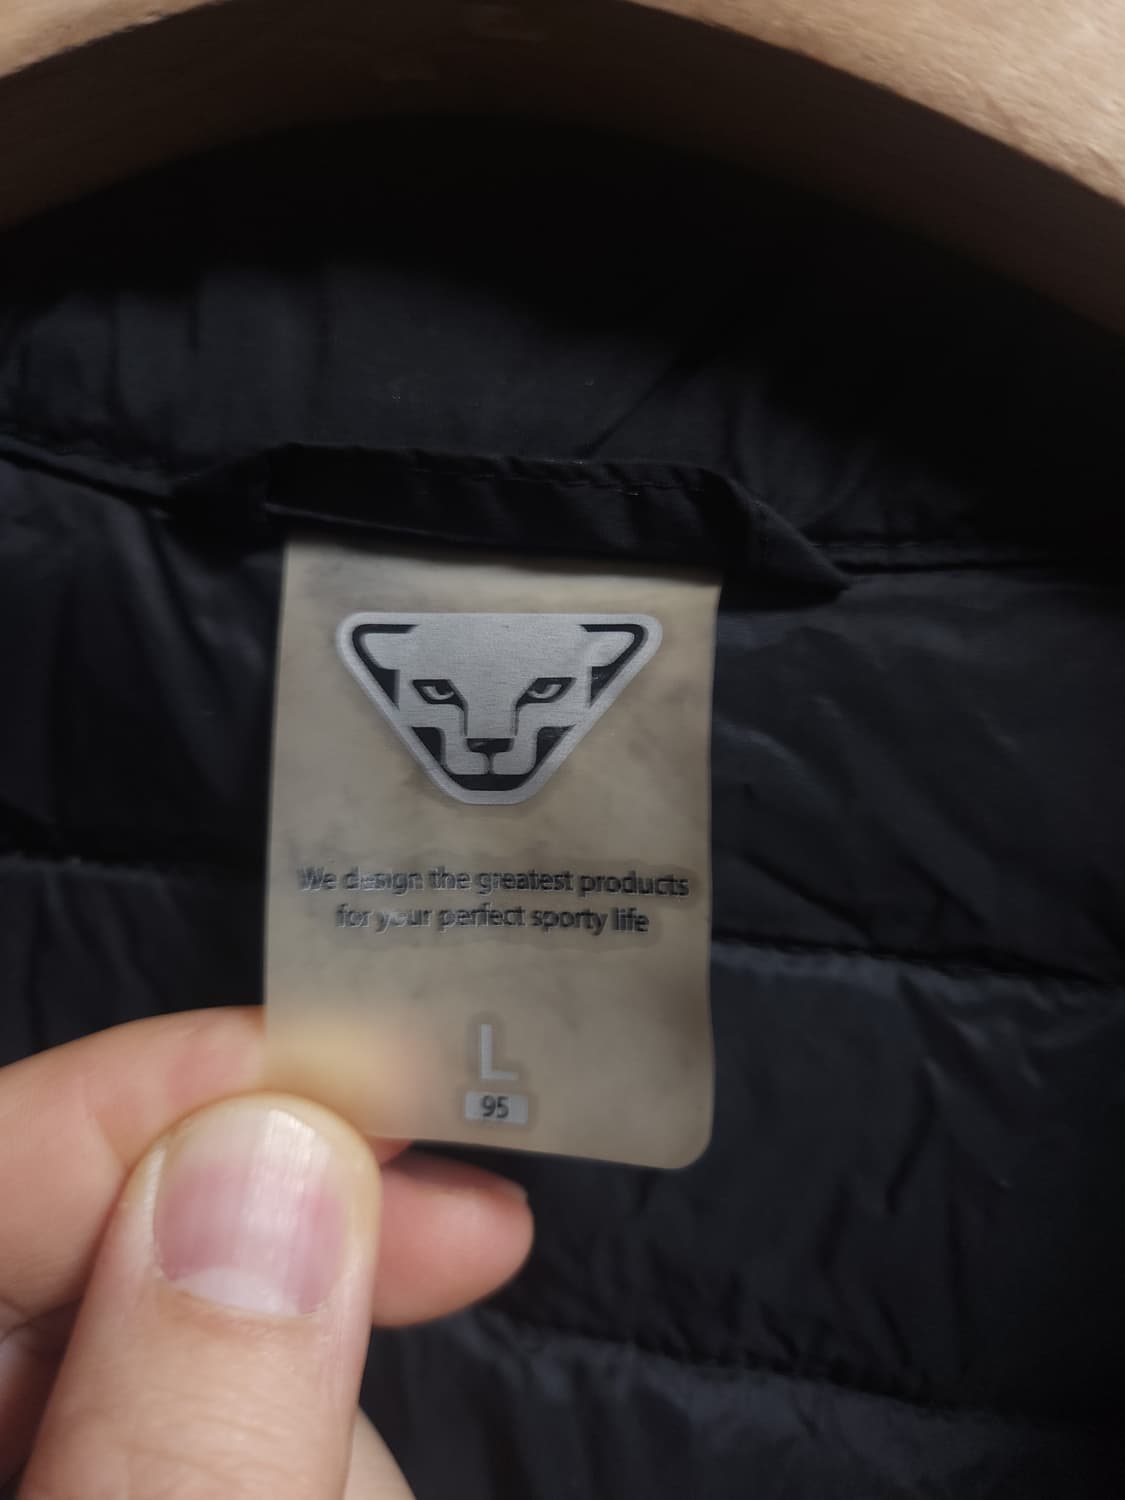 We design the greatest products
for your perfect sporty life
L
95